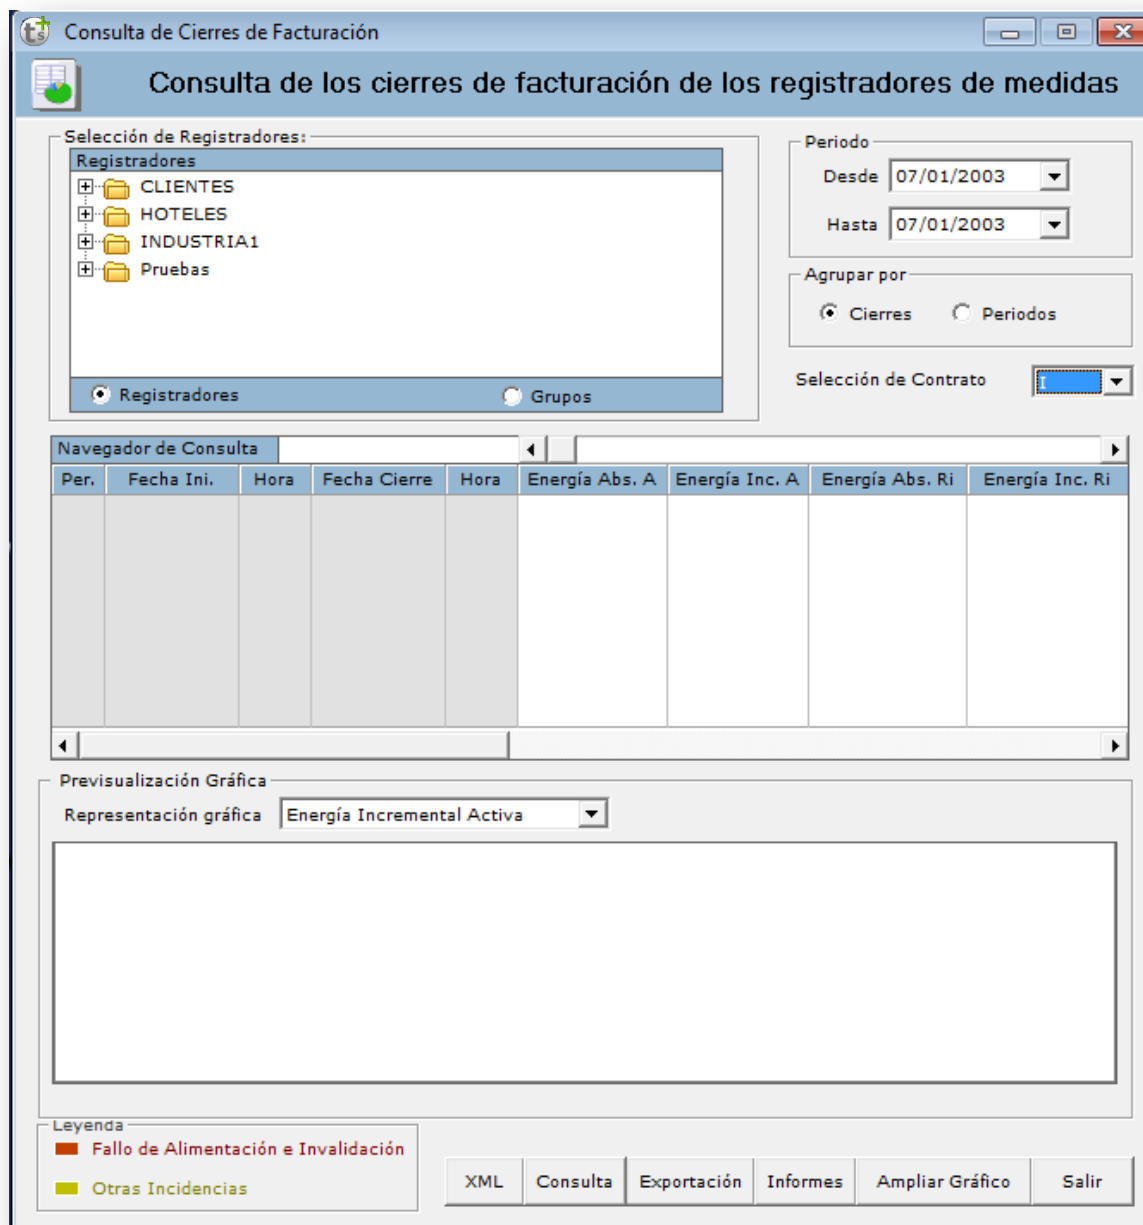 Consulta de Cierres de Facturación
Consulta de los cierres de facturación de los registradores de medidas
Selección de Registradores:
Registradores
CLIENTES
HOTELES
INDUSTRIA1
Pruebas
Registradores Grupos
Periodo
Desde 07/01/2003
Hasta 07/01/2003
Agrupar por
Cierres Periodos
Selección de Contrato I
Navegador de Consulta
Per. Fecha Ini. Hora Fecha Cierre Hora Energía Abs. A Energía Inc. A Energía Abs. Ri Energía Inc. Ri
Previsualización Gráfica
Representación gráfica Energía Incremental Activa
Leyenda
Fallo de Alimentación e Invalidación
Otras Incidencias
XML Consulta Exportación Informes Ampliar Gráfico Salir